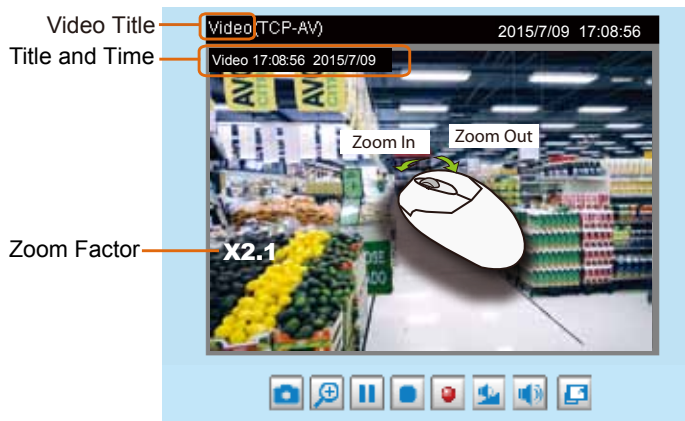 Video Title
Video(TCP-AV) 2015/7/09 17:08:56
Title and Time
Video 17:08:56 2015/7/09
Zoom In
Zoom Out
Zoom Factor
X2.1